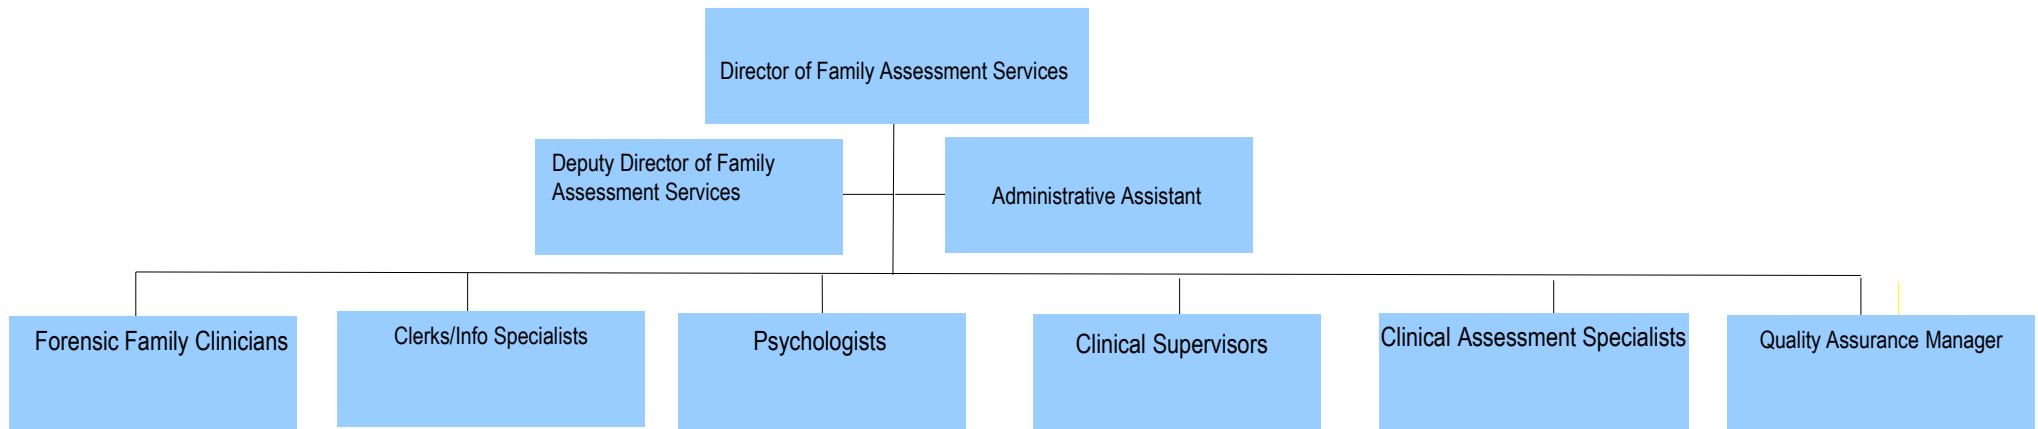 Director of Family Assessment Services
Deputy Director of Family
Assessment Services
Administrative Assistant
Forensic Family Clinicians
Clerks/Info Specialists
Psychologists
Clinical Supervisors
Clinical Assessment Specialists
Quality Assurance Manager